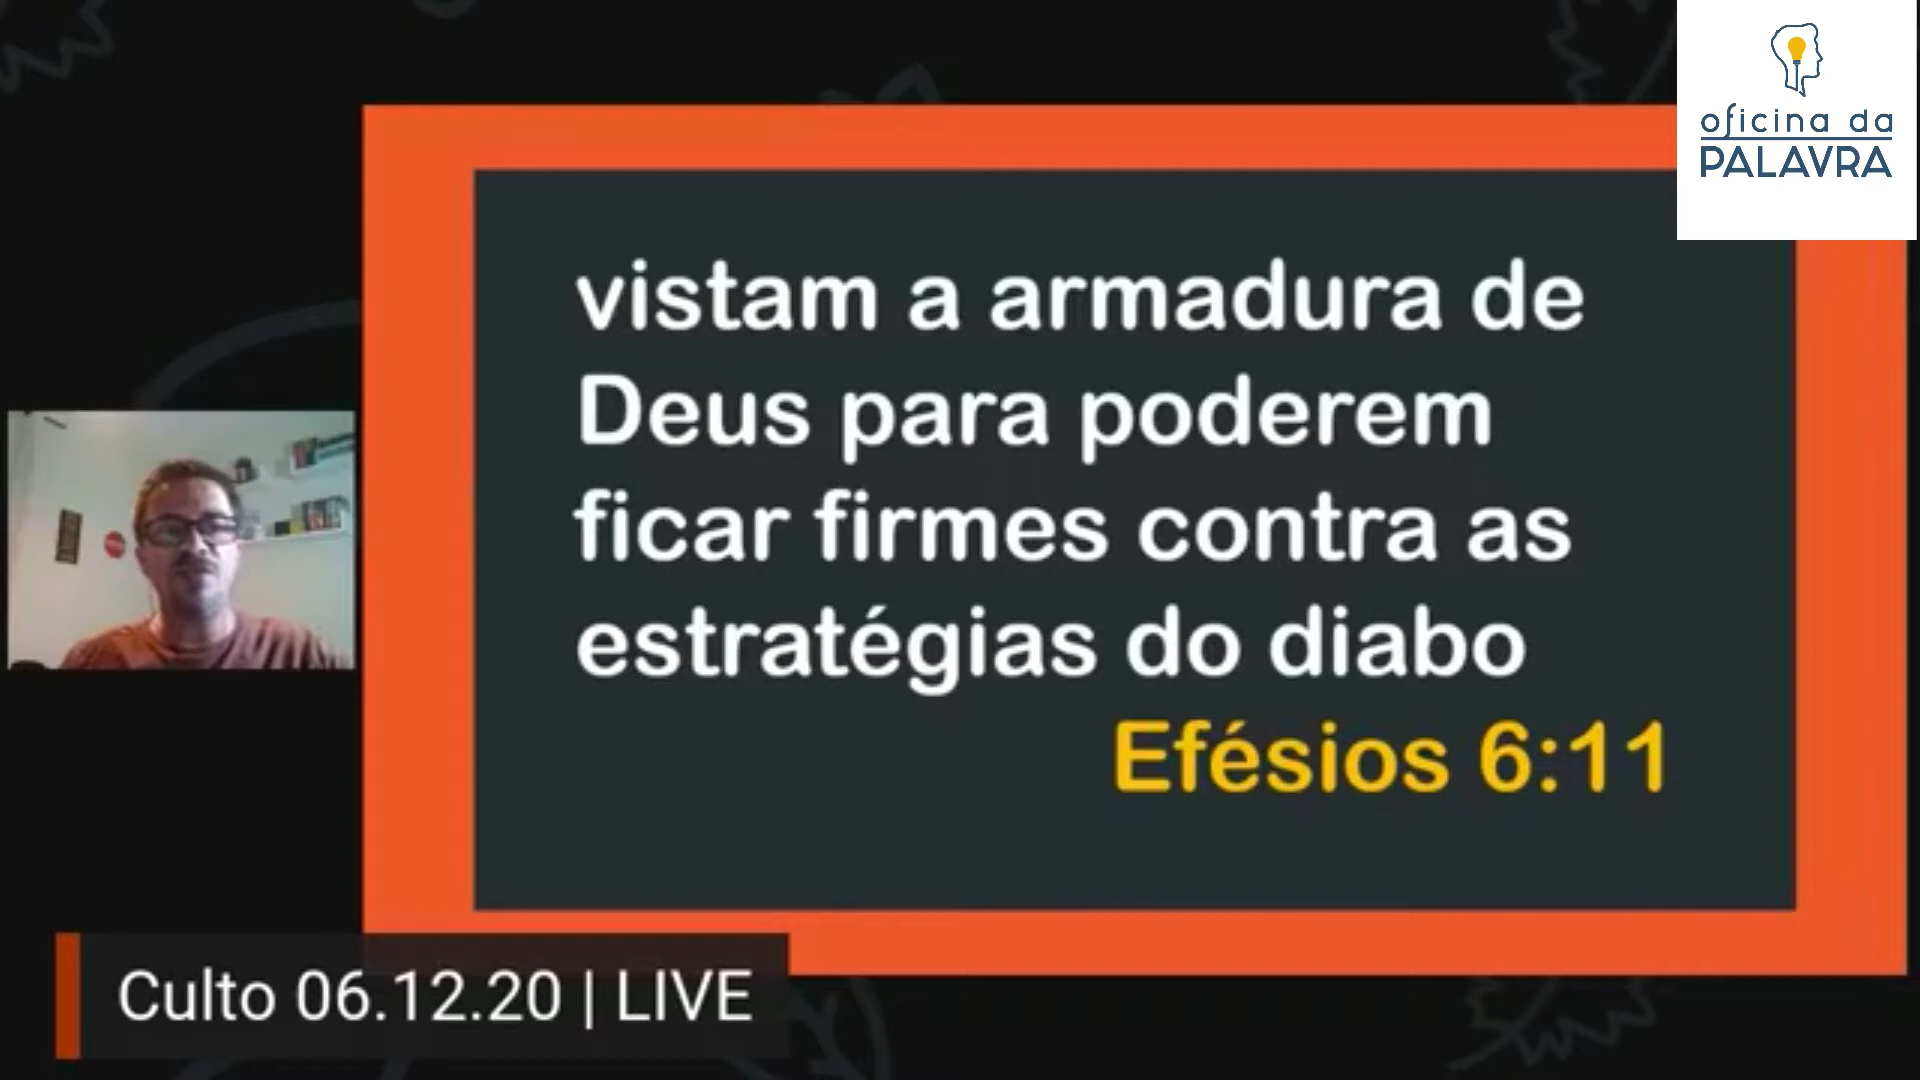 oficina da
PALAVRA
vistam a armadura de
Deus para poderem
ficar firmes contra as
estratégias do diabo
Efésios 6:11
Culto 06.12.20 | LIVE